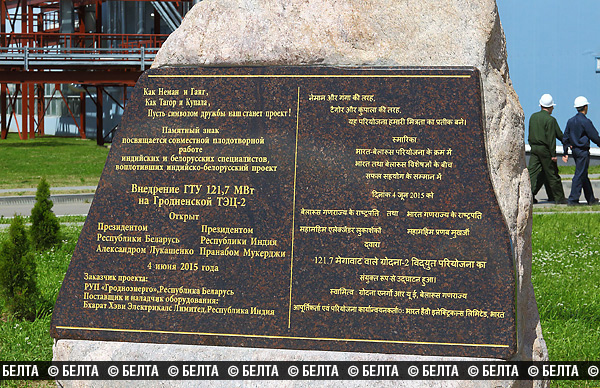 Как Неман и Ганг,
Как Тагор и Купала,
Пусть символом дружбы ваш станет проект!
Памятный знак
посвящается совместной плодотворной
работе
индийских и белорусских специалистов,
воплотивших индийско-белорусский проект
Внедрение ГТУ 121,7 МВт
на Гродненской ТЭЦ-2
Открыт
Президентом
Республики Беларусь
Александром Лукашенко
Президентом
Республики Индия
Пранабом Мукерджи
4 июня 2015 года
Заказчик проекта:
РУП «Гродноэнерго»,Республика Беларусь
Поставщик и наладчик оборудования:
Бхарат Хэви Электрикалс Лимитед,Республика Индия
नेमान और गंगा की तरह,
टैगोर और कुपाला की तरह,
यह परियोजना हमारी मित्रता का प्रतीक बने।
स्मारिका
भारत-बेलारूस परियोजना के क्रम में
भारत तथा बेलारूस विशेषज्ञों के बीच
सफल सहयोग के सम्मान में
दिनांक 4 जून 2015 को
बेलारूस गणराज्य के राष्ट्रपति तथा भारत गणराज्य के राष्ट्रपति
महामहिम एलेक्जेंडर लुकाशेंको महामहिम प्रणब मुखर्जी
द्वारा
121.7 मेगावाट वाले ग्रोदना-2 विद्युत परियोजना का
संयुक्त रूप से उद्घाटन हुआ।
स्वामित्व ग्रोदना एनर्गो आर यू ई, बेलारूस गणराज्य
आपूर्तिकर्ता एवं परियोजना कार्यान्वयनकर्ताः भारत हैवी इलेक्ट्रिकल्स लिमिटेड, भारत
БЕЛТА © БЕЛТА © БЕЛТА © БЕЛТА © БЕЛТА © БЕЛТА © БЕЛТА © БЕЛТА © БЕЛТА © БЕЛТА